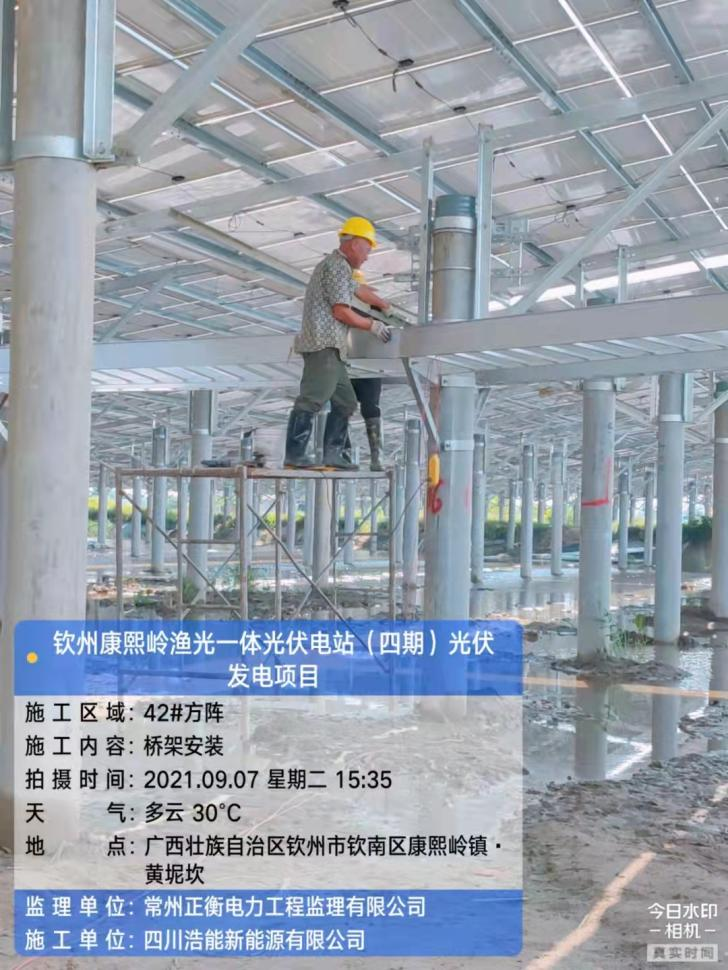 钦州康熙岭渔光一体光伏电站（四期）光伏
发电项目
施工区域：42#方阵
施工内容：桥架安装
拍摄时间：2021.09.07 星期二 15:35
天气：多云 30℃
地点：广西壮族自治区钦州市钦南区康熙岭镇·
黄坭坎
监理单位：常州正衡电力工程监理有限公司
施工单位：四川浩能新能源有限公司
今日水印
-相机-
真实时间